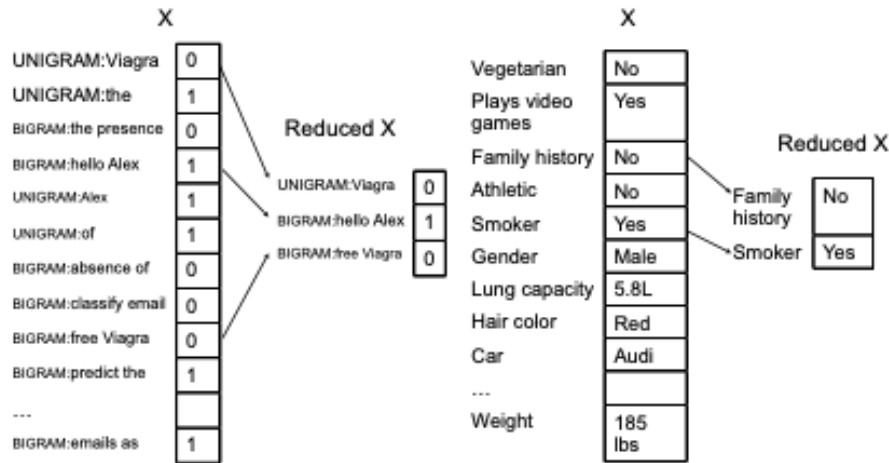 X
UNIGRAM:Viagra 0
UNIGRAM:the 1
BIGRAM:the presence 0
BIGRAM:hello Alex 1
UNIGRAM:Alex 1
UNIGRAM:of 1
BIGRAM:absence of 0
BIGRAM:classify email 0
BIGRAM:free Viagra 0
BIGRAM:predict the 1
...
BIGRAM:emails as 1
Reduced X
UNIGRAM:Viagra 0
BIGRAM:hello Alex 1
BIGRAM:free Viagra 0
X
Vegetarian No
Plays video Yes
games
Family history No
Athletic No
Smoker Yes
Gender Male
Lung capacity 5.8L
Hair color Red
Car Audi
...
Weight 185
lbs
Reduced X
Family No
history
Smoker Yes